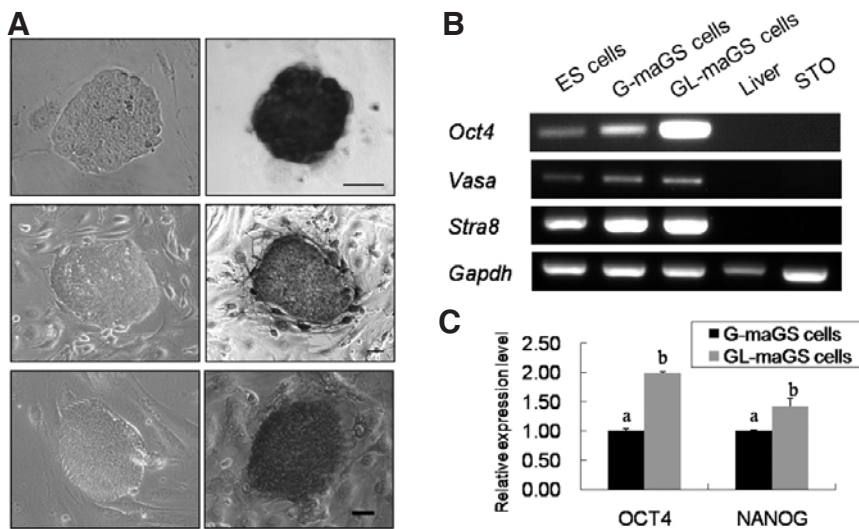 A
B
ES cells
G-maGS cells
GL-maGS cells
Liver
STO
Oct4
Vasa
Stra8
Gapdh
C
G-maGS cells
GL-maGS cells
Relative expression level
2.50
2.00
1.50
1.00
0.50
0.00
a
b
a
b
OCT4
NANOG